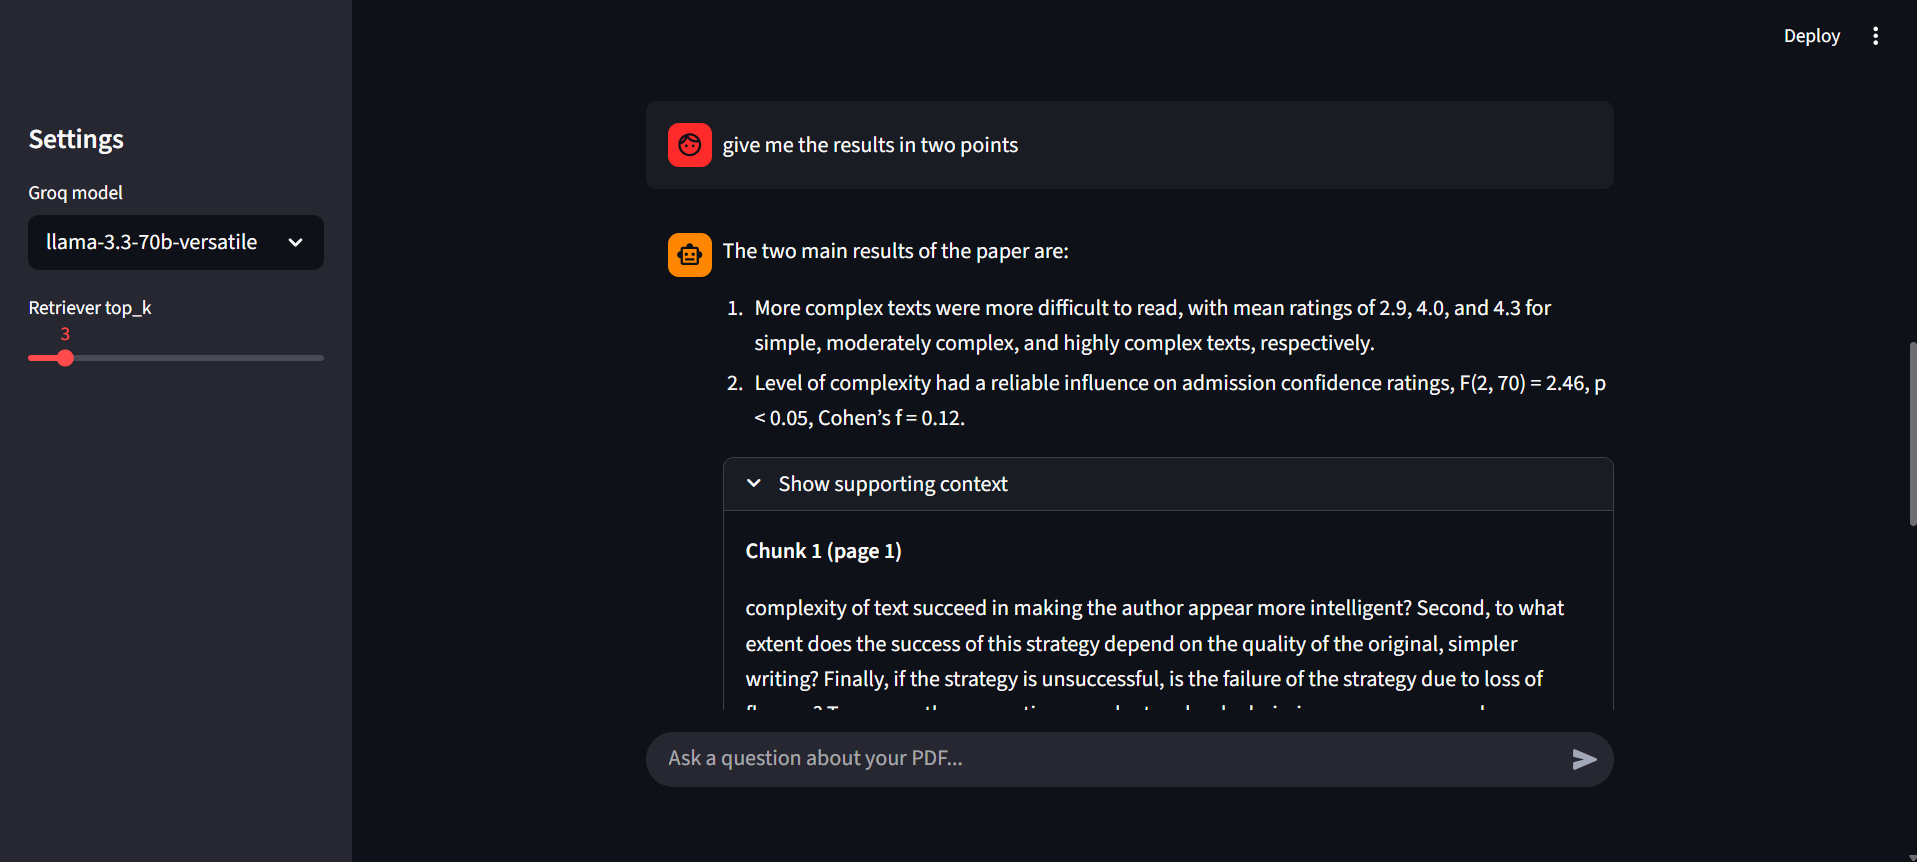 Deploy
Settings
Groq model
llama-3.3-70b-versatile
Retriever top_k
3
give me the results in two points
The two main results of the paper are:
1. More complex texts were more difficult to read, with mean ratings of 2.9, 4.0, and 4.3 for
simple, moderately complex, and highly complex texts, respectively.
2. Level of complexity had a reliable influence on admission confidence ratings, F(2, 70) = 2.46, p
< 0.05, Cohen’s f = 0.12.
Show supporting context
Chunk 1 (page 1)
complexity of text succeed in making the author appear more intelligent? Second, to what
extent does the success of this strategy depend on the quality of the original, simpler
writing? Finally, if the strategy is unsuccessful, is the failure of the strategy due to loss of
Ask a question about your PDF...